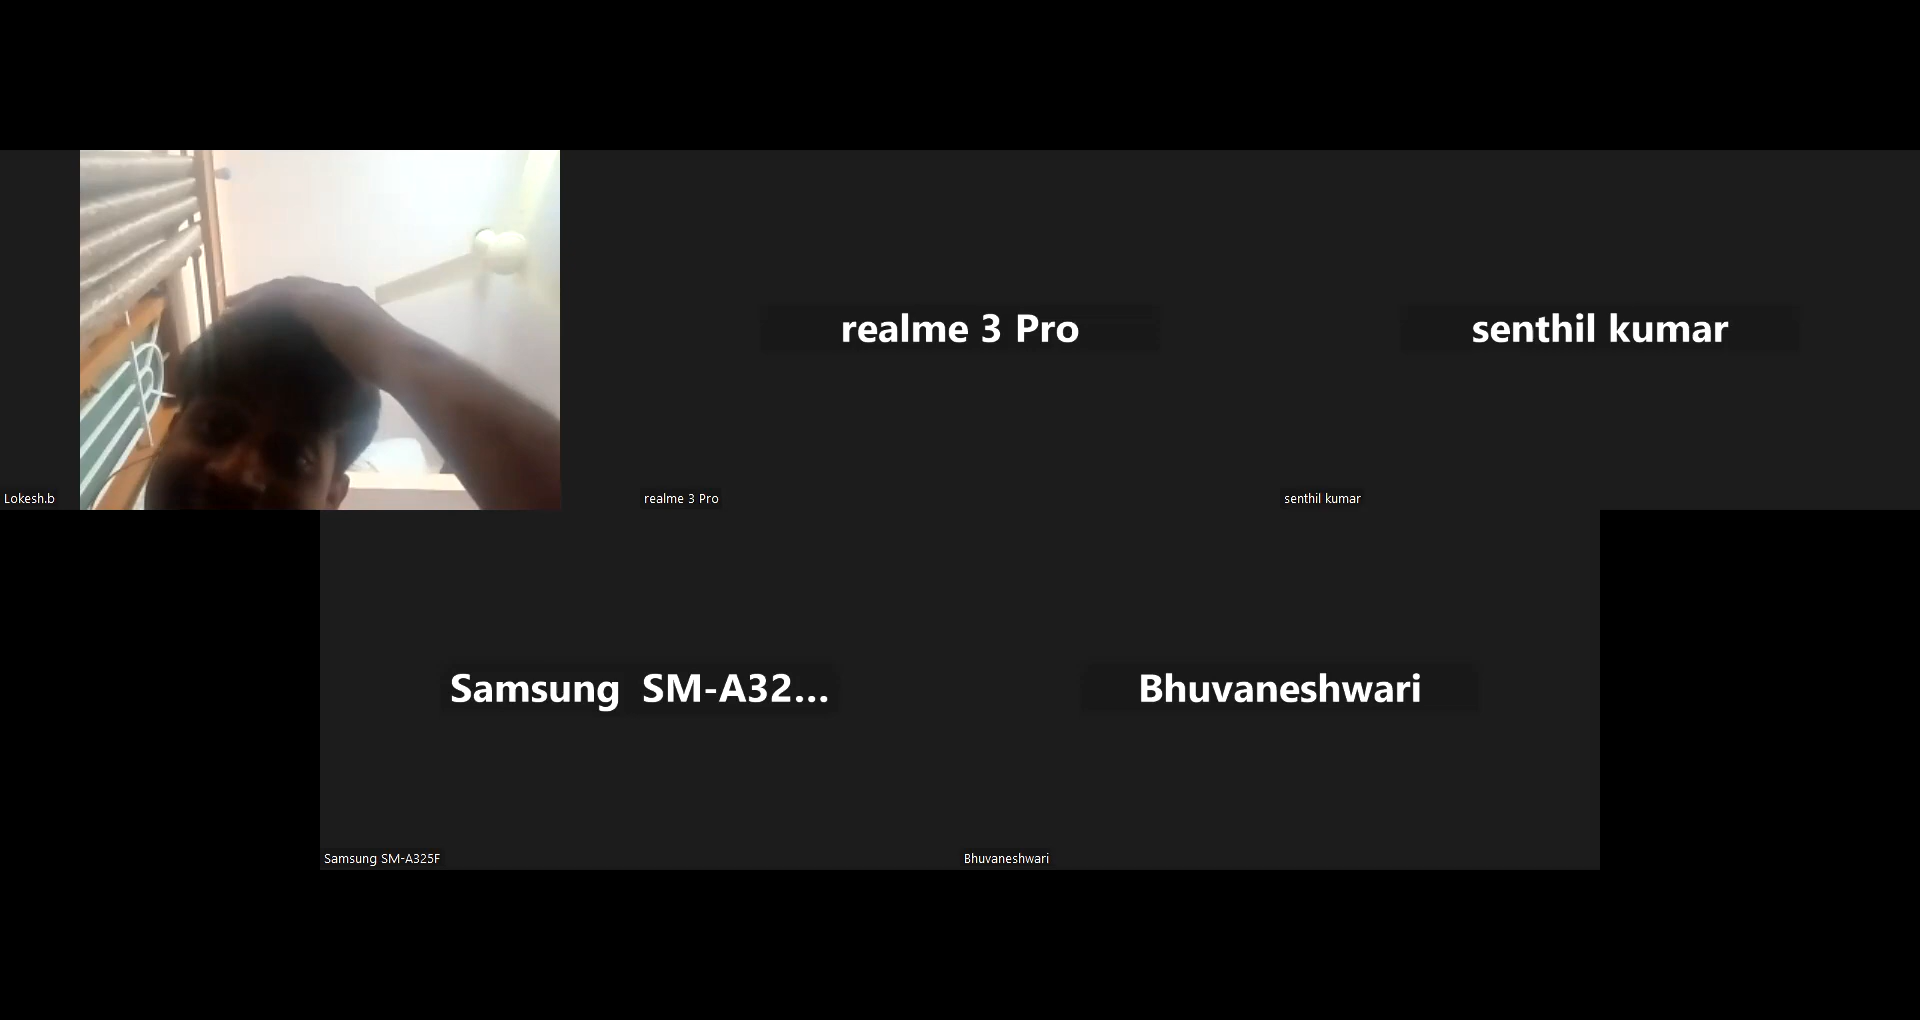 realme 3 Pro
senthil kumar
Lokesh.b
realme 3 Pro
senthil kumar
Samsung  SM-A32...
Bhuvaneshwari
Samsung SM-A325F
Bhuvaneshwari